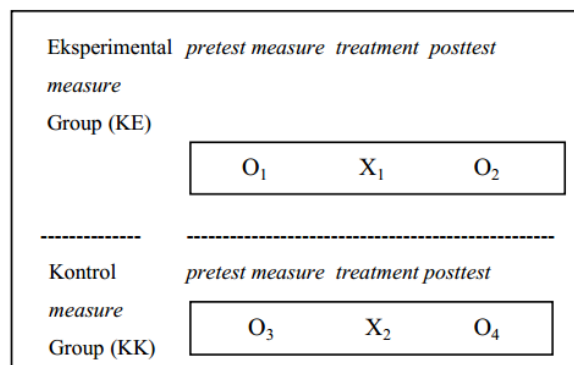 Eksperimental pretest measure treatment posttest
measure
Group (KE)
O₁ X₁ O₂
Kontrol pretest measure treatment posttest
measure
O₃ X₂ O₄
Group (KK)